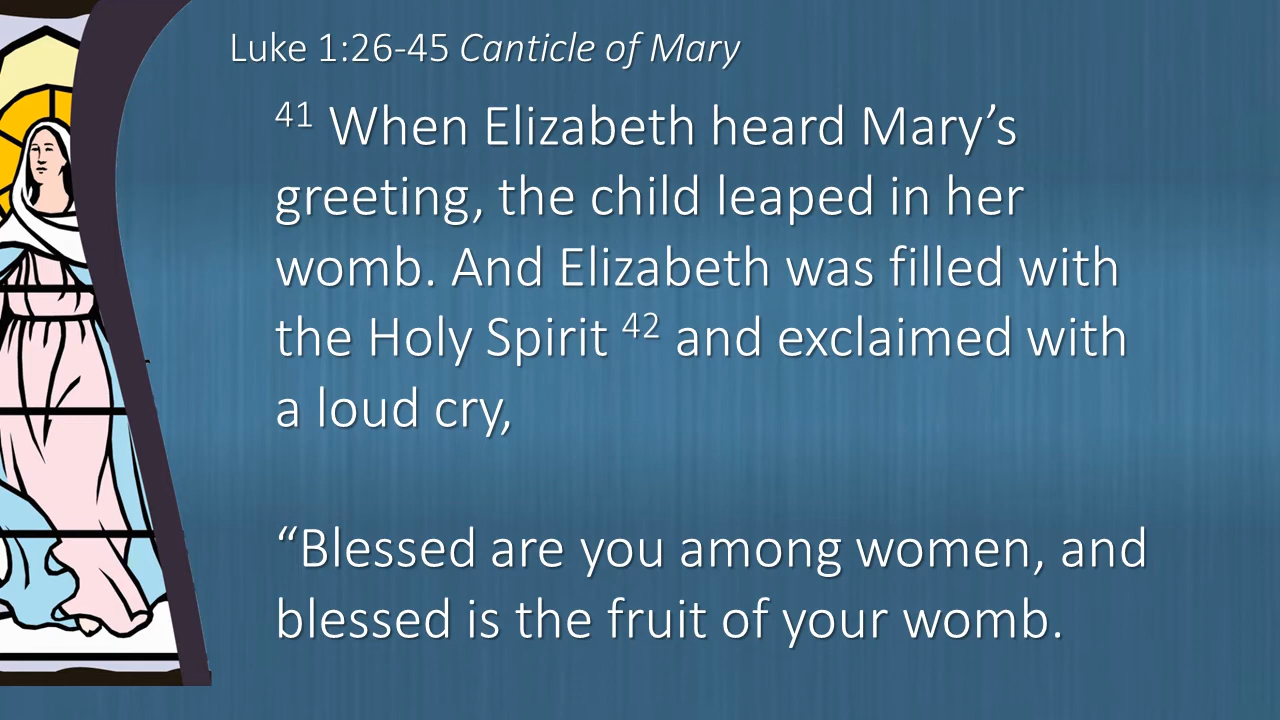 Luke 1:26-45 Canticle of Mary
41 When Elizabeth heard Mary’s
greeting, the child leaped in her
womb. And Elizabeth was filled with
the Holy Spirit 42 and exclaimed with
a loud cry,
“Blessed are you among women, and
blessed is the fruit of your womb.